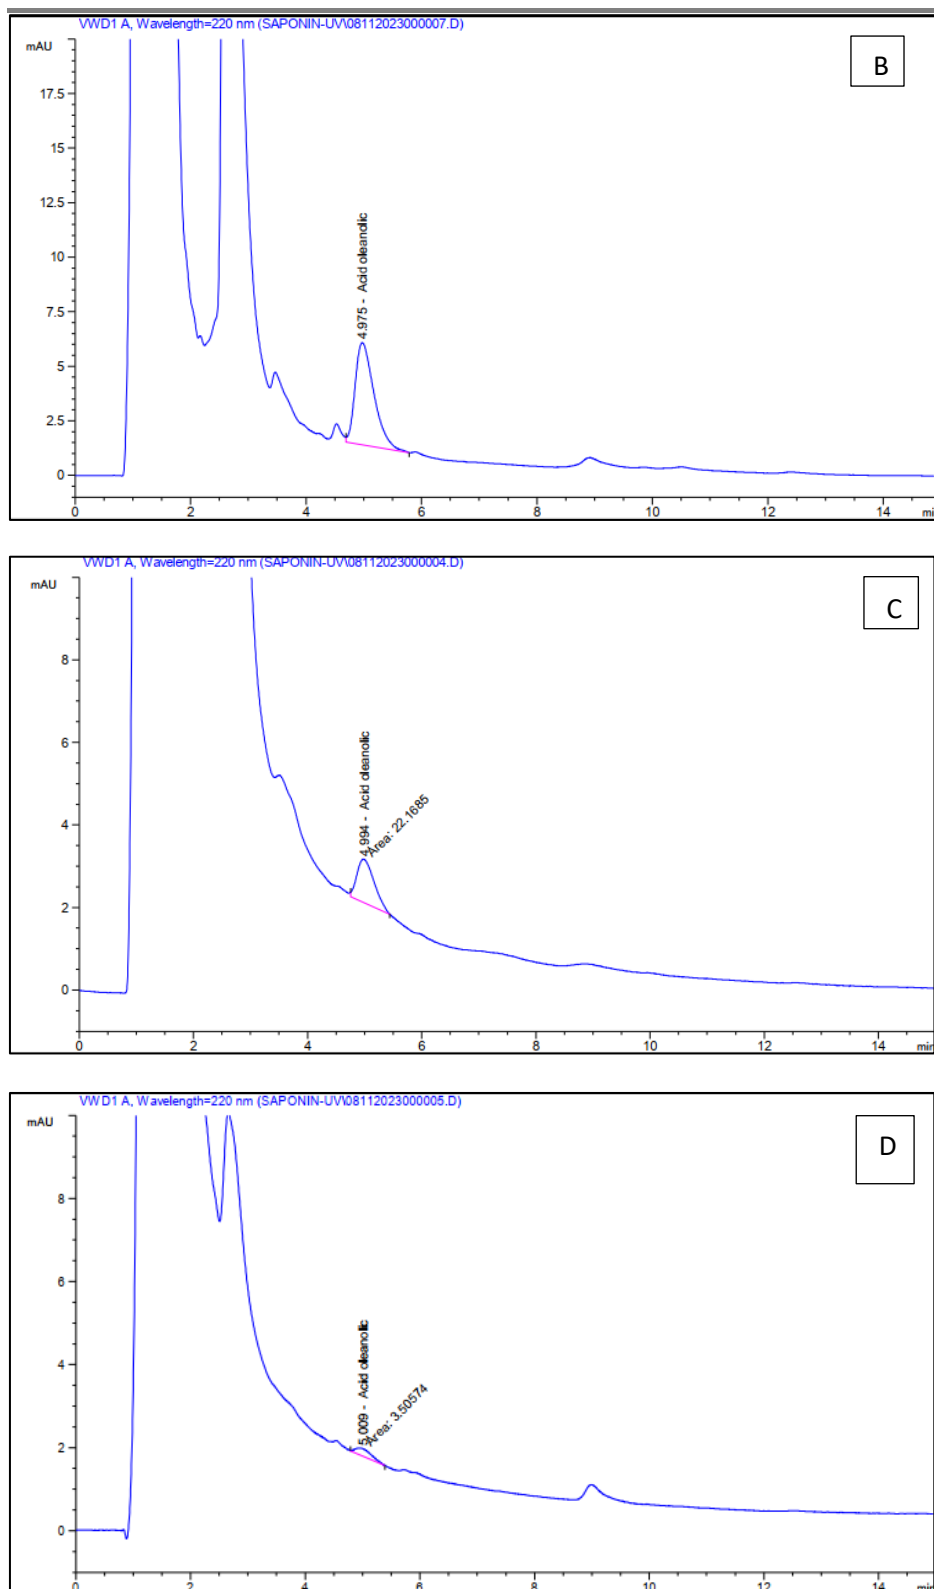 VWD1 A, Wavelength=220 nm (SAPONIN-UV\08112023000007.D)
mAU
B
17.5
15
12.5
10
7.5
5
2.5
0
4.975 - Acid oleanolic
0 2 4 6 8 10 12 14 min
VWD1 A, Wavelength=220 nm (SAPONIN-UV\08112023000004.D)
mAU
C
8
6
4
2
0
4.994 - Acid oleanolic
Area: 22.1685
0 2 4 6 8 10 12 14 min
VWD1 A, Wavelength=220 nm (SAPONIN-UV\08112023000005.D)
mAU
D
8
6
4
2
0
5.009 - Acid oleanolic
Area: 3.50574
0 2 4 6 8 10 12 14 min